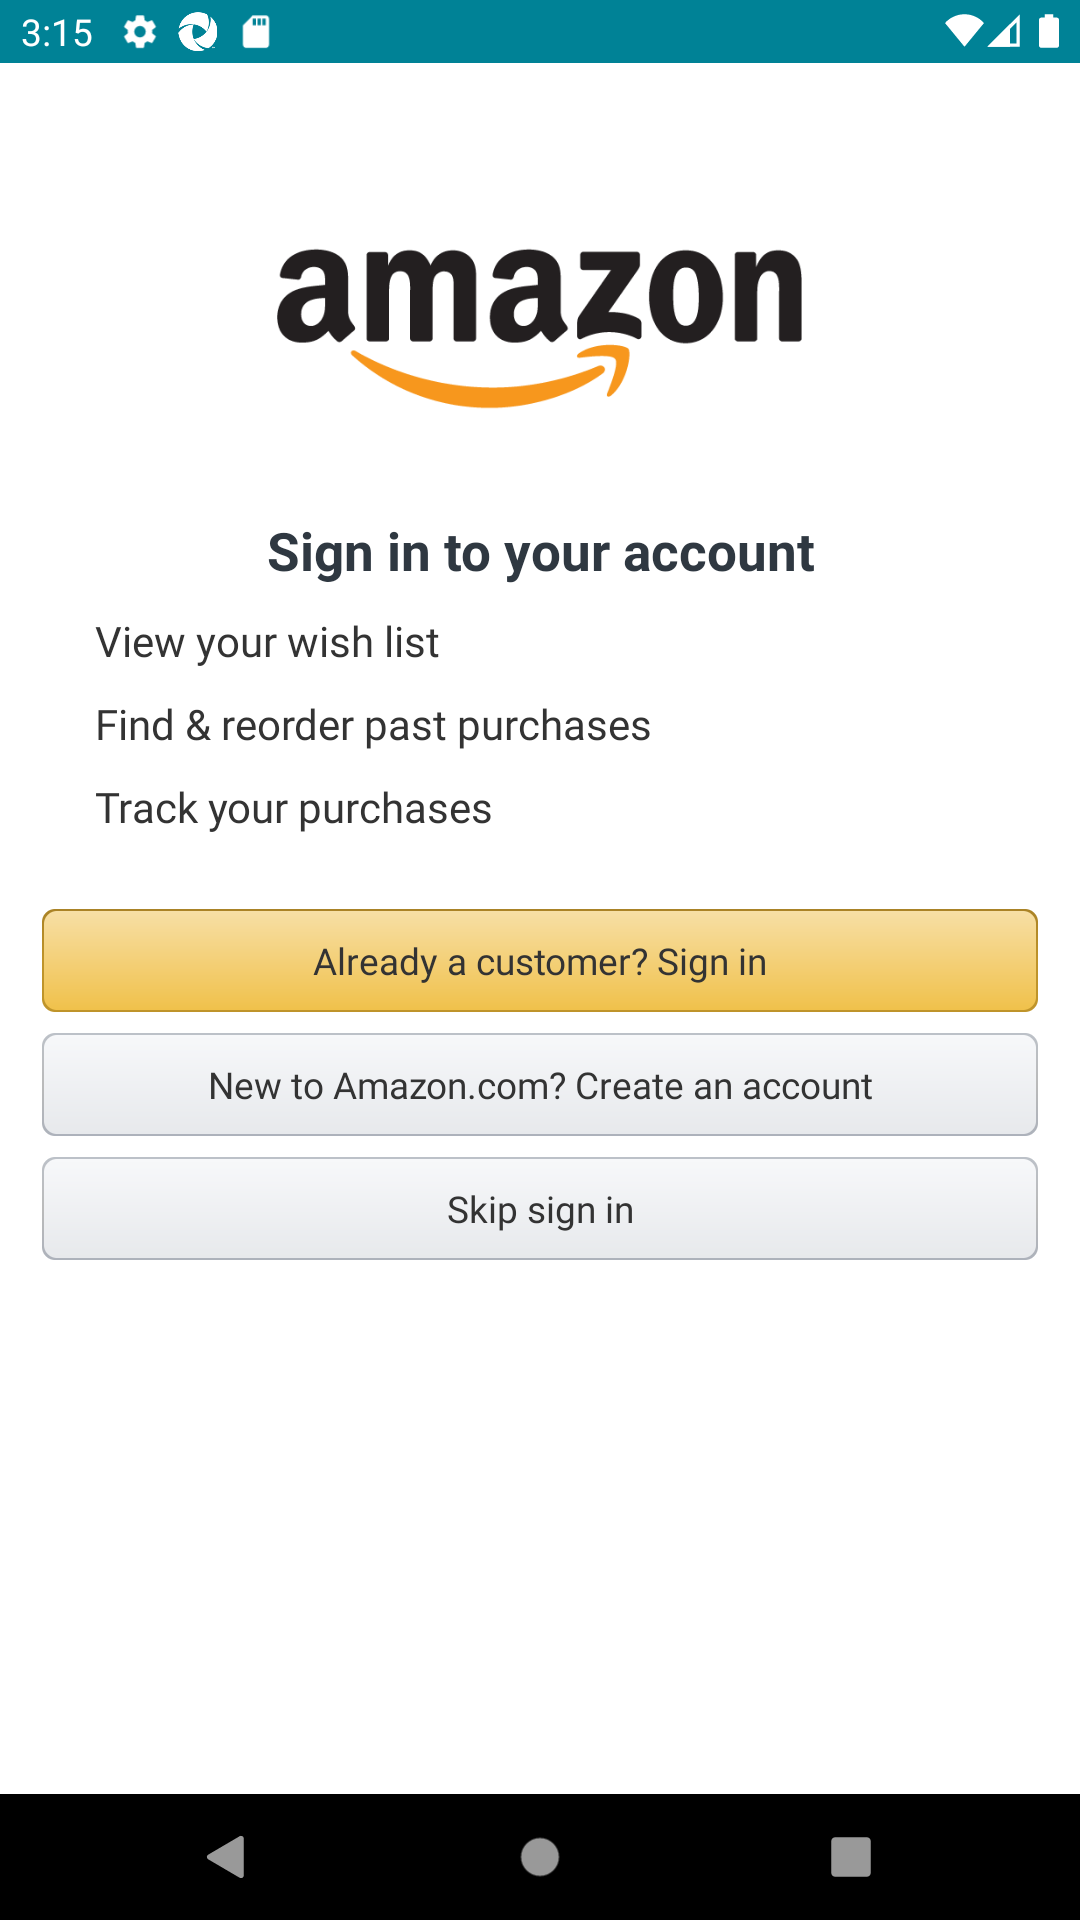 3:15
amazon
Sign in to your account
View your wish list
Find & reorder past purchases
Track your purchases
Already a customer? Sign in
New to Amazon.com? Create an account
Skip sign in